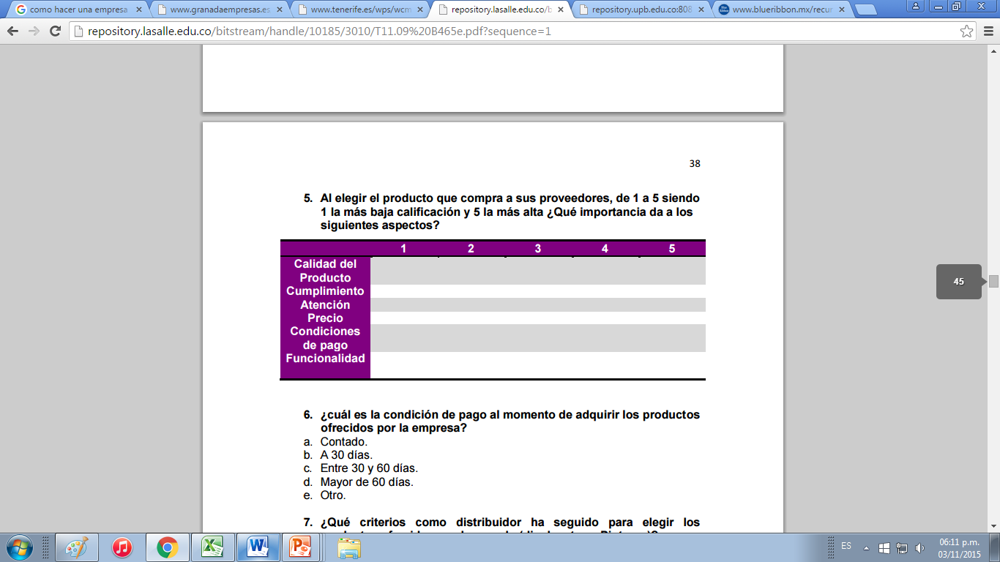 como hacer una empresa
www.granadaempresas.es
www.tenerife.es/wps/wcm
repository.lasalle.edu.co/b
repository.upb.edu.co:808
www.blueribbon.mx/recur
repository.lasalle.edu.co/bitstream/handle/10185/3010/T11.09%20B465e.pdf?sequence=1
38
5. Al elegir el producto que compra a sus proveedores, de 1 a 5 siendo
1 la más baja calificación y 5 la más alta ¿Qué importancia da a los
siguientes aspectos?
1 2 3 4 5
Calidad del
Producto
Cumplimiento
Atención
Precio
Condiciones
de pago
Funcionalidad
45
6. ¿cuál es la condición de pago al momento de adquirir los productos
ofrecidos por la empresa?
a. Contado.
b. A 30 días.
c. Entre 30 y 60 días.
d. Mayor de 60 días.
e. Otro.
7. ¿Qué criterios como distribuidor ha seguido para elegir los
ES
06:11 p.m.
03/11/2015